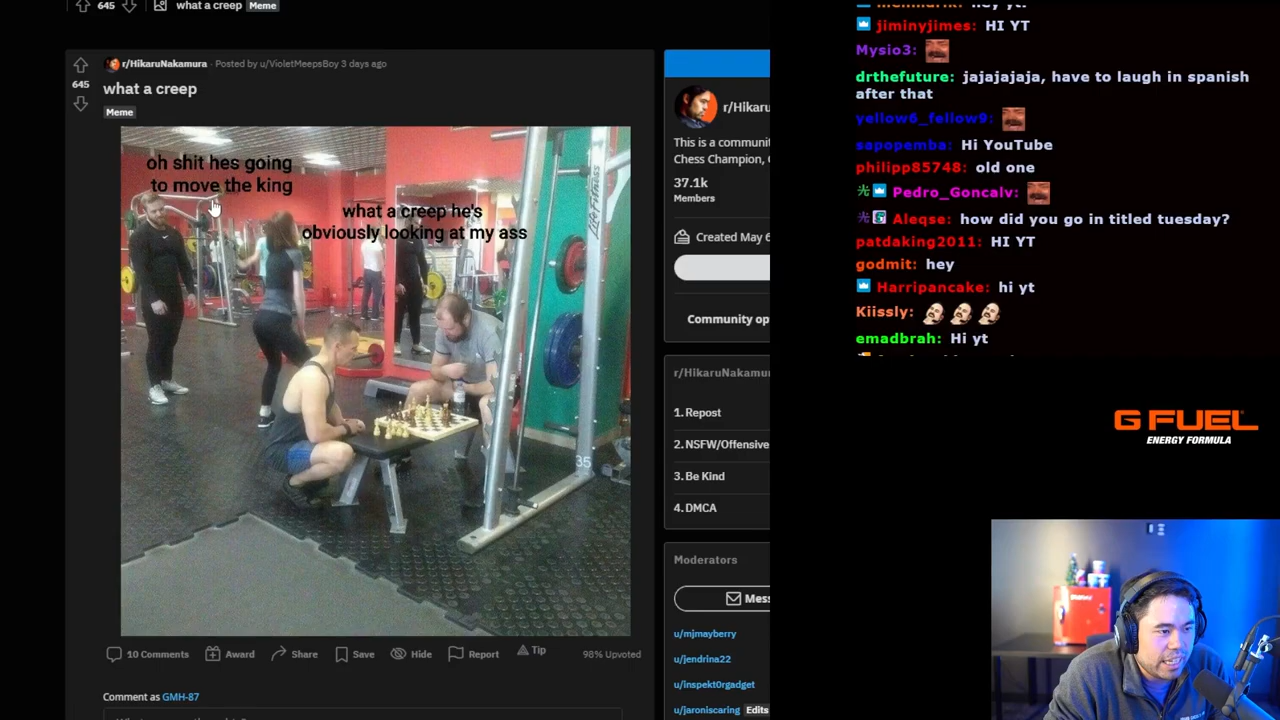 645
what a creep Meme
r/HikaruNakamura · Posted by u/VioletMeepsBoy 3 days ago
645
what a creep
Meme
oh shit hes going
to move the king
what a creep he's
obviously looking at my ass
Life Fitness
35
10 Comments
Award
Share
Save
Hide
Report
Tip
98% Upvoted
Comment as GMH-87
r/Hikaru
This is a communit
Chess Champion,
37.1k
Members
Created May 6
Community op
r/HikaruNakamu
1. Repost
2. NSFW/Offensive
3. Be Kind
4. DMCA
Moderators
Mess
u/mjmayberry
u/jendrina22
u/inspekt0rgadget
u/jaroniscaring Edits
jiminyjimes: HI YT
Mysio3:
drthefuture: jajajajaja, have to laugh in spanish
after that
yellow6_fellow9:
sapopemba: Hi YouTube
philipp85748: old one
Pedro_Goncalv:
Aleqse: how did you go in titled tuesday?
patdaking2011: HI YT
godmit: hey
Harripancake: hi yt
Kiissly:
emadbrah: Hi yt
G FUEL
ENERGY FORMULA